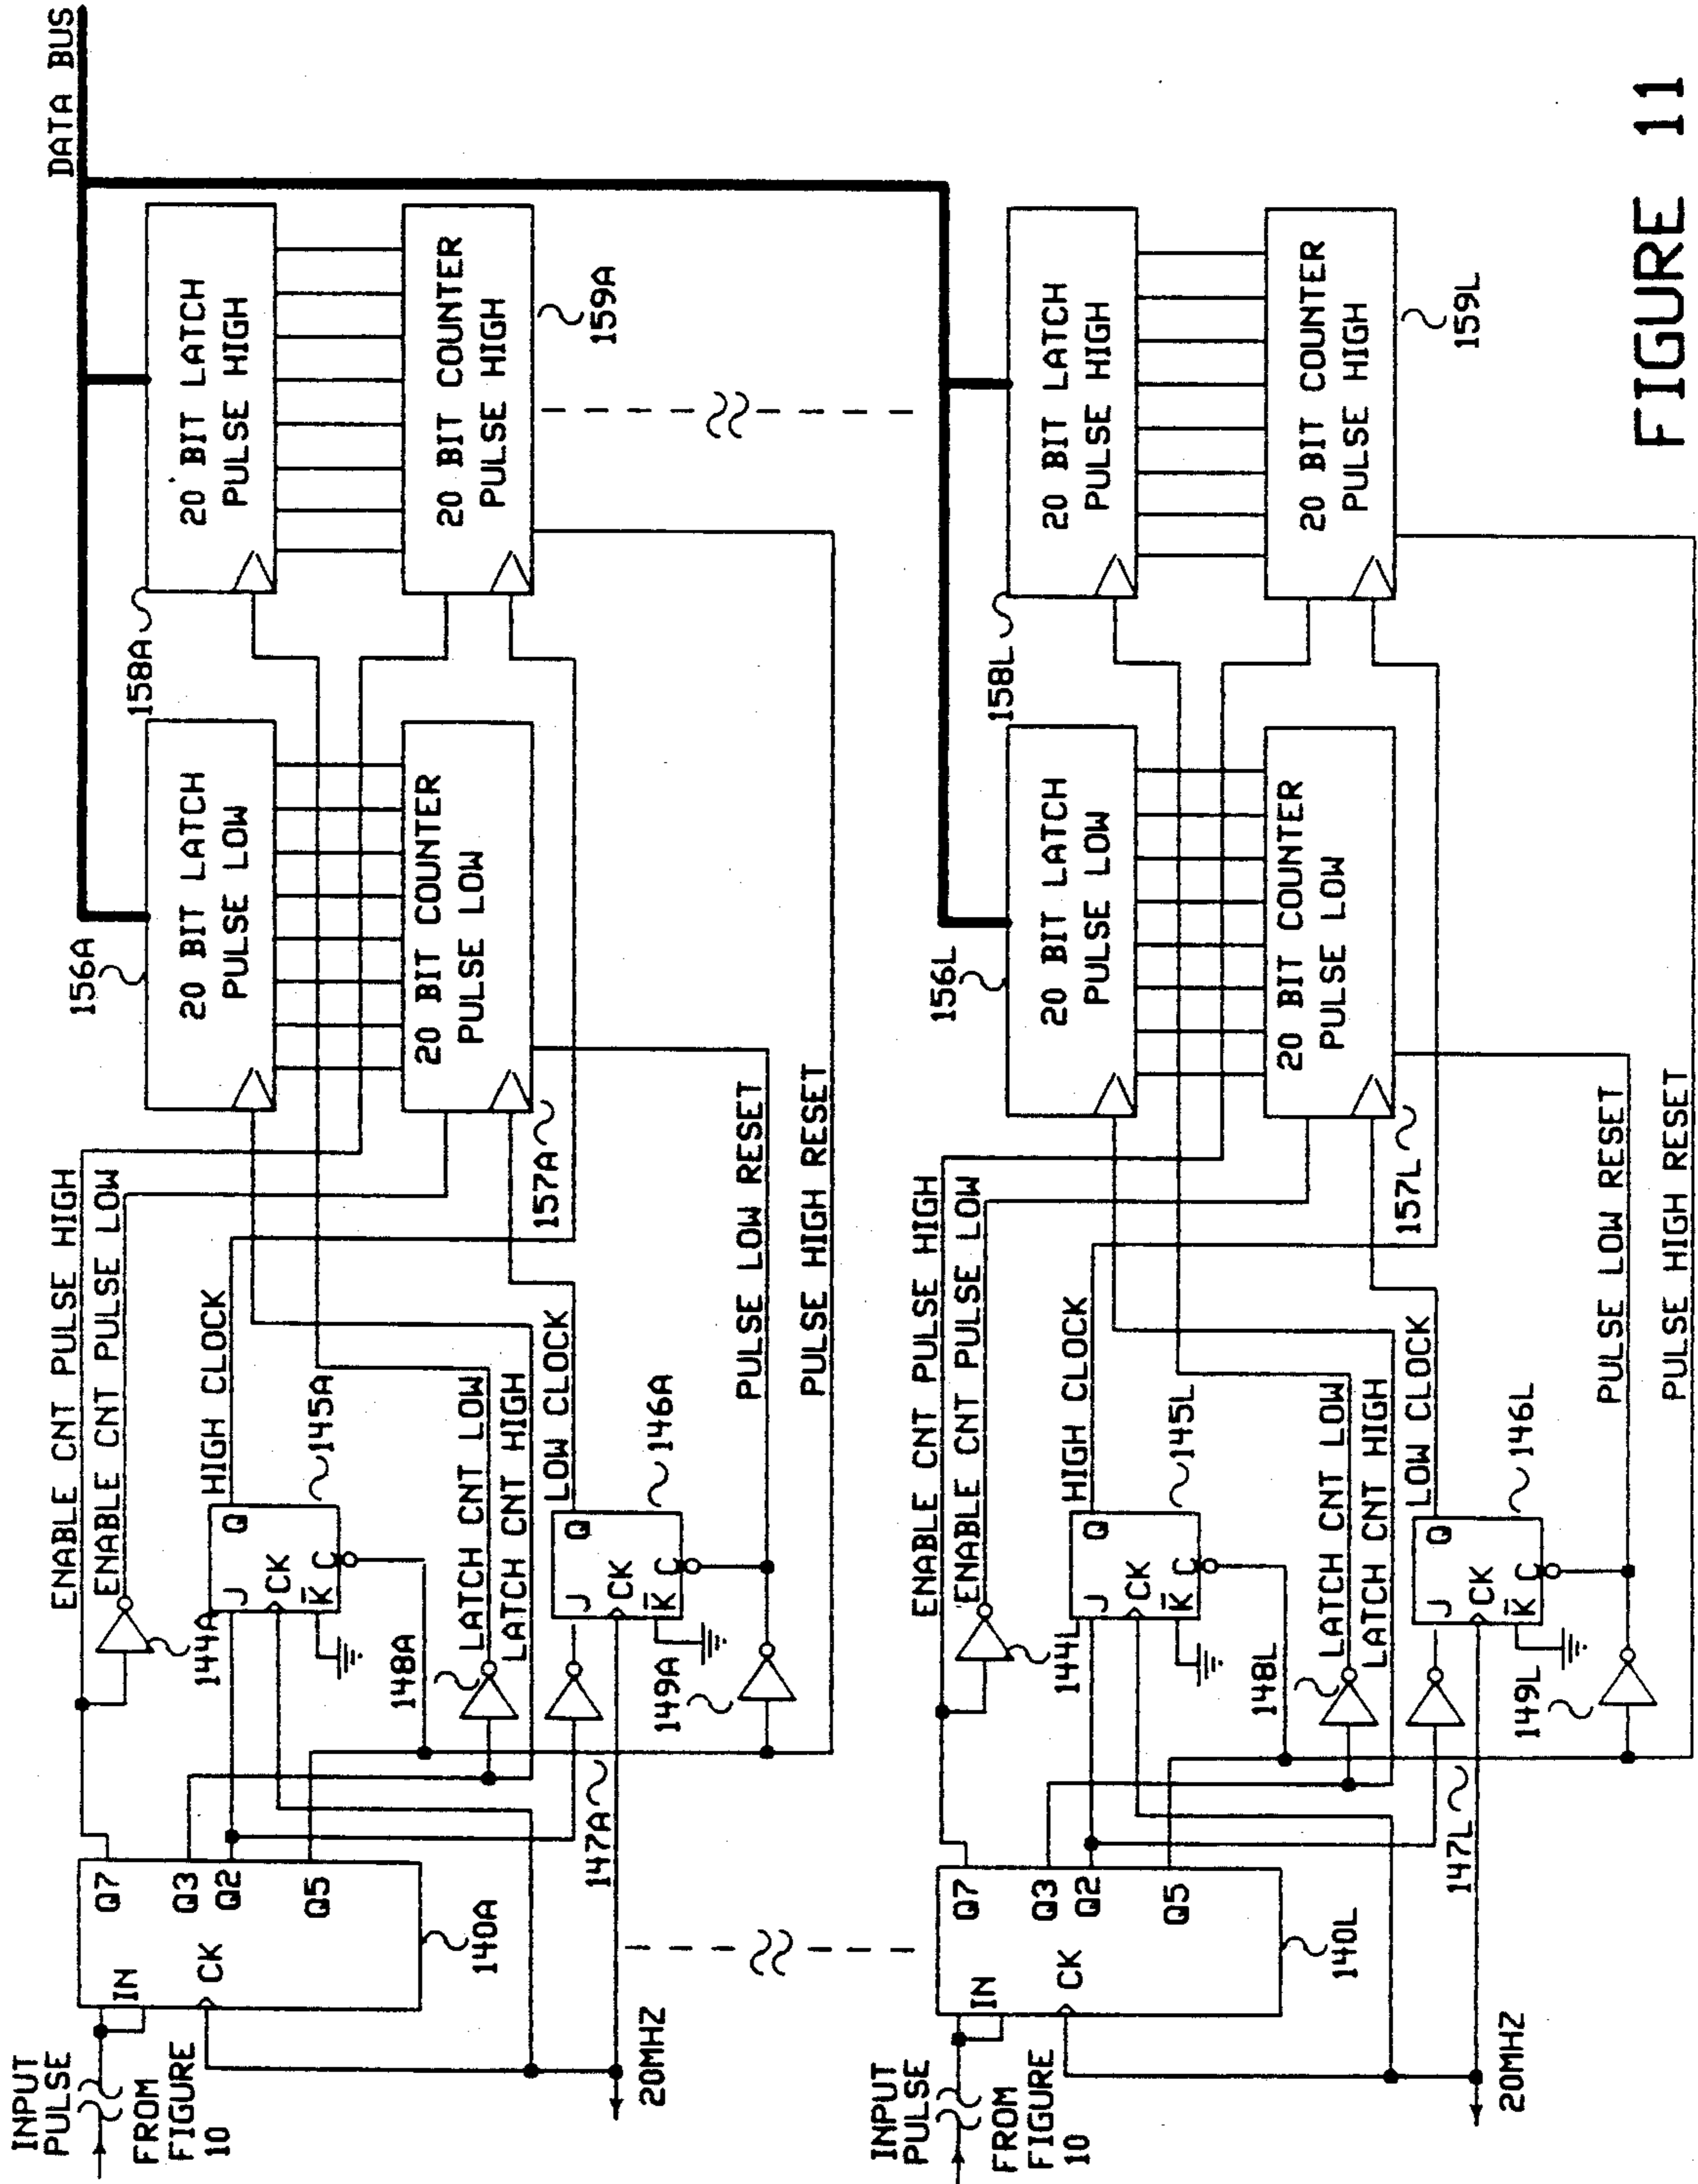 INPUT
PULSE
FROM
FIGURE
10
IN
CK
Q7
Q3
Q2
Q5
140A
20MHZ
ENABLE CNT PULSE HIGH
ENABLE CNT PULSE LOW
144A
HIGH CLOCK
J
Q
CK
K̅
C
145A
148A
LATCH CNT LOW
LATCH CNT HIGH
LOW CLOCK
147A
J
Q
CK
K̅
C
146A
149A
PULSE LOW RESET
PULSE HIGH RESET
156A
20 BIT LATCH
PULSE LOW
20 BIT COUNTER
PULSE LOW
157A
158A
20 BIT LATCH
PULSE HIGH
20 BIT COUNTER
PULSE HIGH
159A
DATA BUS
INPUT
PULSE
FROM
FIGURE
10
IN
CK
Q7
Q3
Q2
Q5
140L
20MHZ
ENABLE CNT PULSE HIGH
ENABLE CNT PULSE LOW
144L
HIGH CLOCK
J
Q
CK
K̅
C
145L
148L
LATCH CNT LOW
LATCH CNT HIGH
LOW CLOCK
147L
J
Q
CK
K̅
C
146L
149L
PULSE LOW RESET
PULSE HIGH RESET
156L
20 BIT LATCH
PULSE LOW
20 BIT COUNTER
PULSE LOW
157L
158L
20 BIT LATCH
PULSE HIGH
20 BIT COUNTER
PULSE HIGH
159L
FIGURE 11